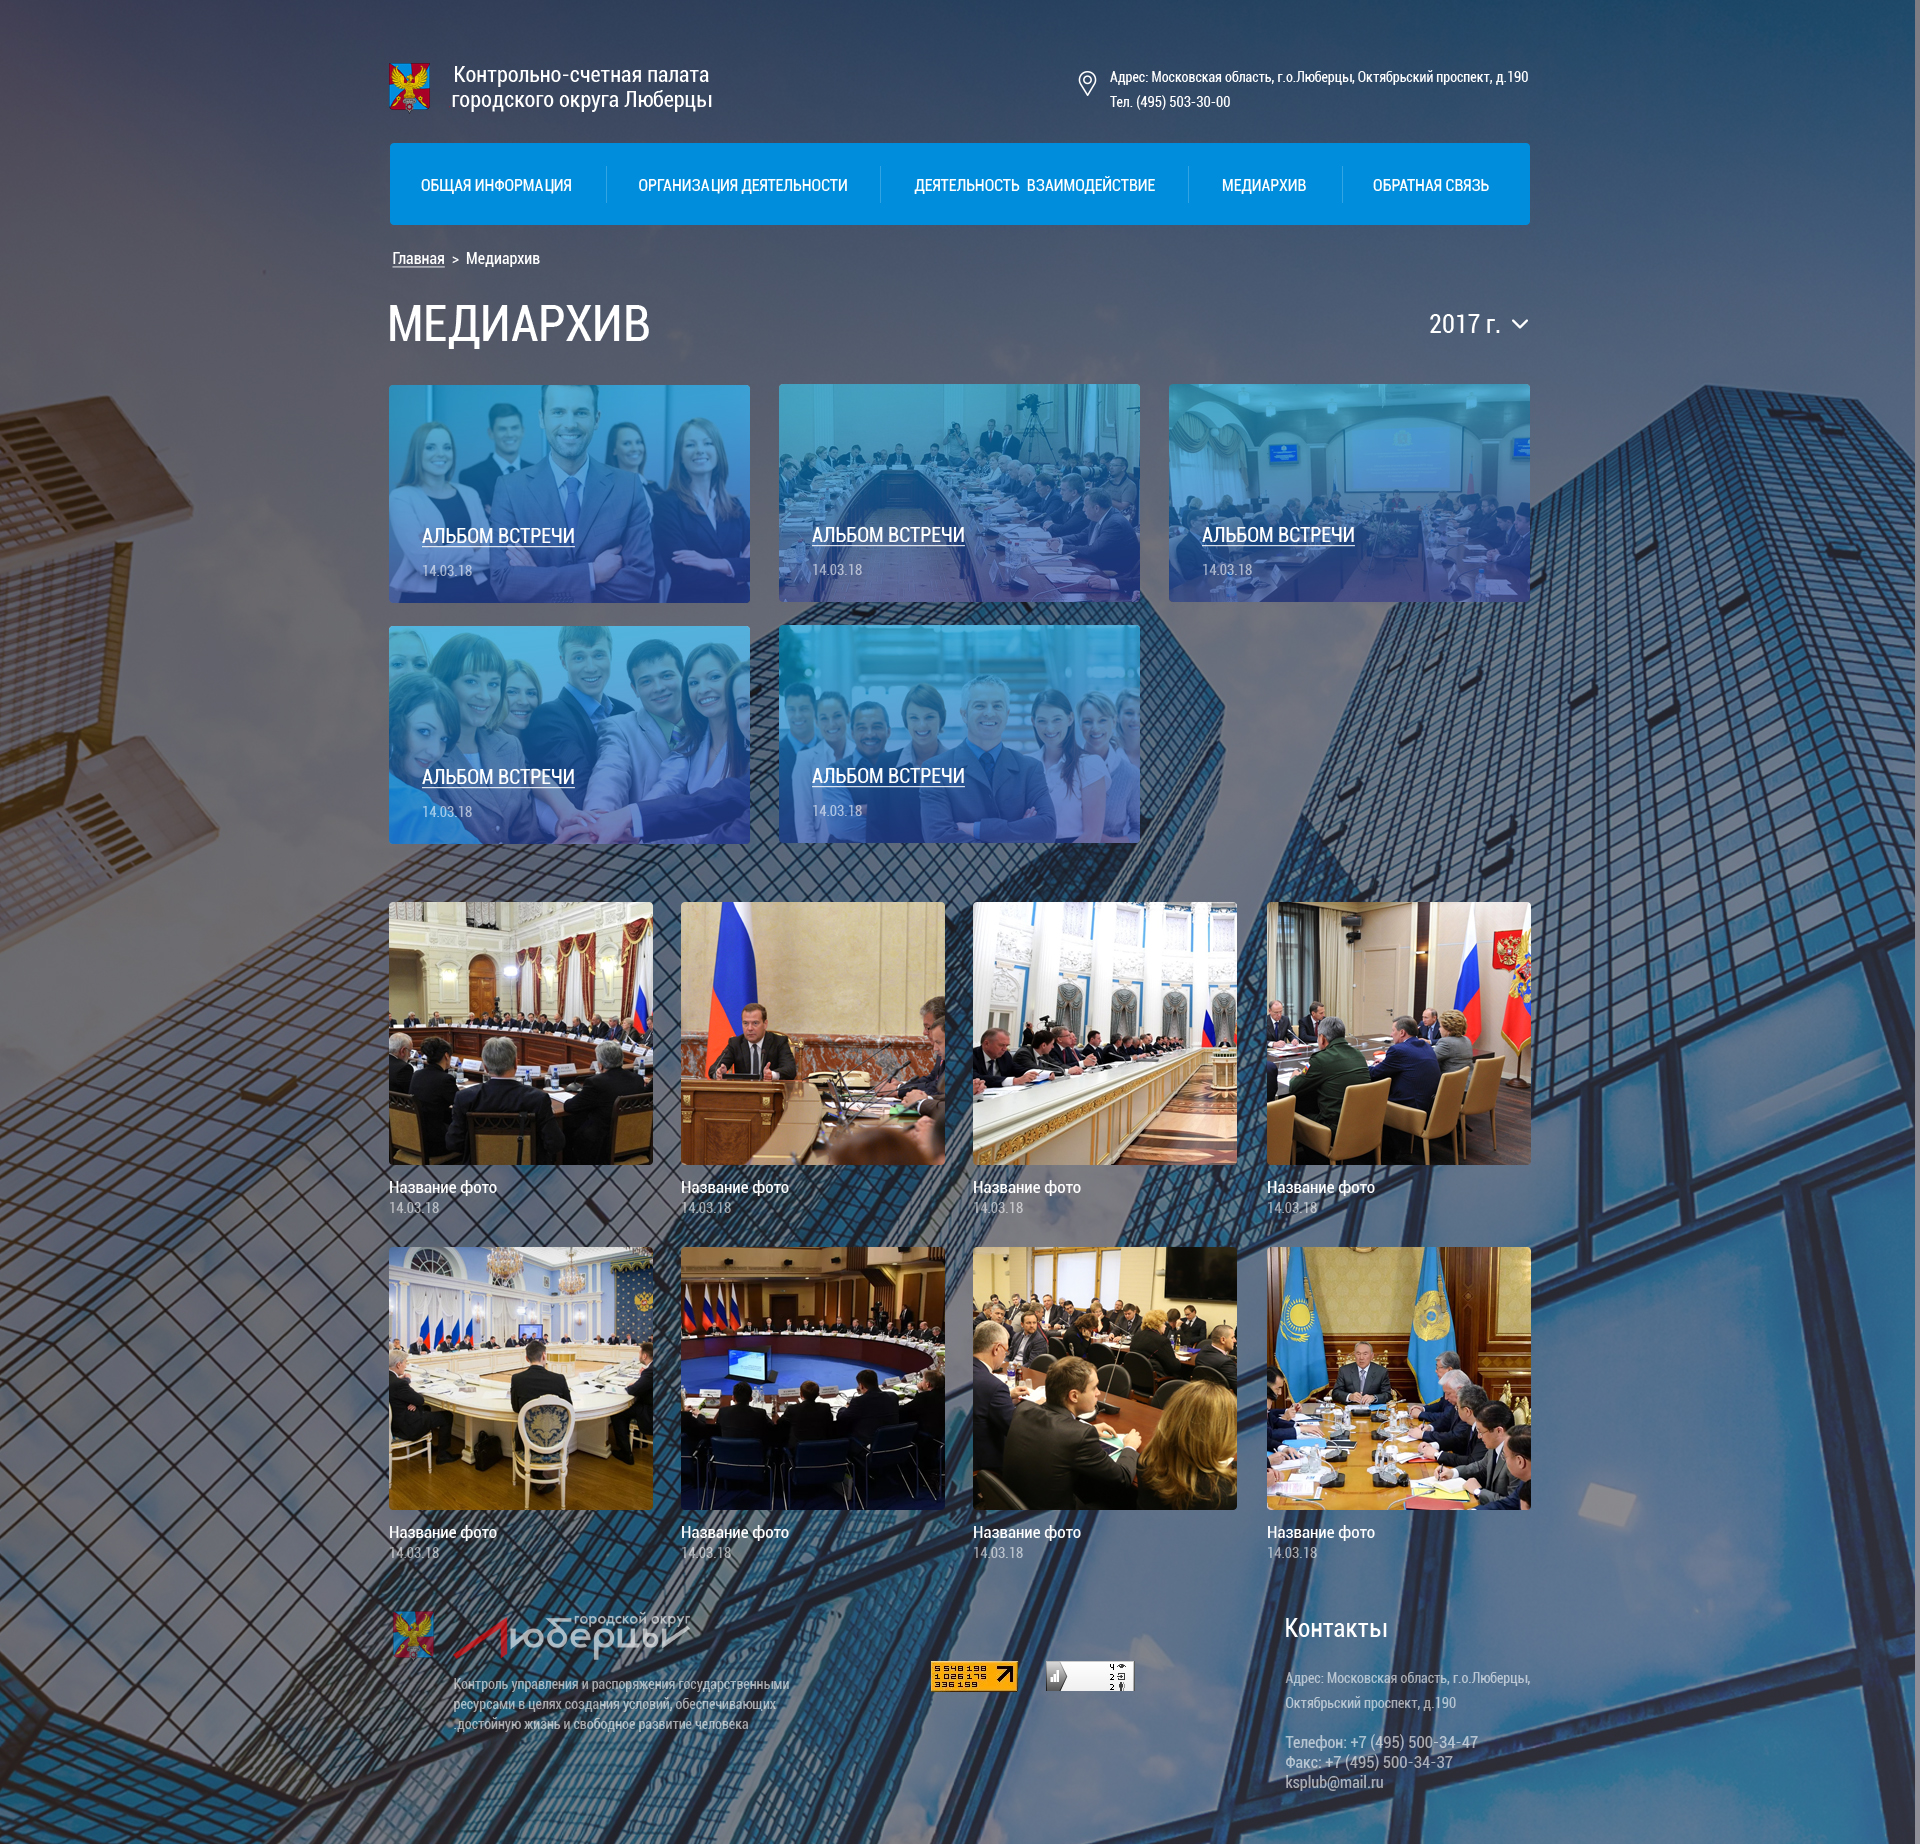 Контрольно-счетная палата
городского округа Люберцы
Адрес: Московская область, г.о.Люберцы, Октябрьский проспект, д.190
Тел. (495) 503-30-00
ОБЩАЯ ИНФОРМАЦИЯ
ОРГАНИЗАЦИЯ ДЕЯТЕЛЬНОСТИ
ДЕЯТЕЛЬНОСТЬ ВЗАИМОДЕЙСТВИЕ
МЕДИАРХИВ
ОБРАТНАЯ СВЯЗЬ
Главная > Медиархив
МЕДИАРХИВ
2017 г.
АЛЬБОМ ВСТРЕЧИ
14.03.18
АЛЬБОМ ВСТРЕЧИ
14.03.18
АЛЬБОМ ВСТРЕЧИ
14.03.18
АЛЬБОМ ВСТРЕЧИ
14.03.18
АЛЬБОМ ВСТРЕЧИ
14.03.18
Название фото
14.03.18
Название фото
14.03.18
Название фото
14.03.18
Название фото
14.03.18
Название фото
14.03.18
Название фото
14.03.18
Название фото
14.03.18
Название фото
14.03.18
городской округ
Люберцы
Контроль управления и распоряжения государственными
ресурсами в целях создания условий, обеспечивающих
.достойную жизнь и свободное развитие человека
5 548 198
1 026 175
336 159
4
2
2
Контакты
Адрес: Московская область, г.о.Люберцы,
Октябрьский проспект, д.190
Телефон: +7 (495) 500-34-47
Факс: +7 (495) 500-34-37
ksplub@mail.ru